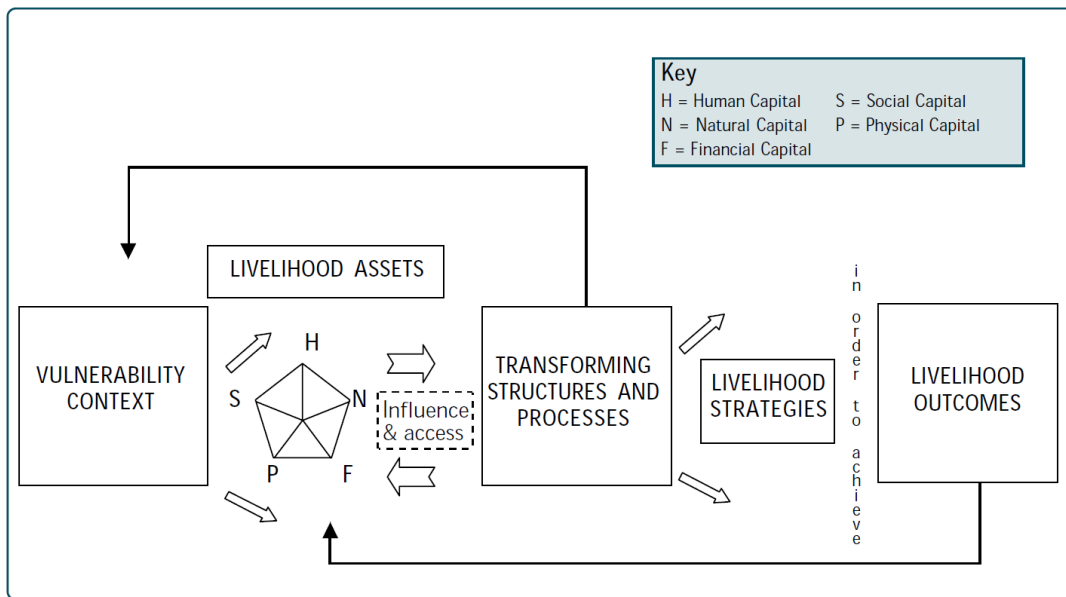 Key
H = Human Capital S = Social Capital
N = Natural Capital P = Physical Capital
F = Financial Capital
LIVELIHOOD ASSETS
VULNERABILITY
CONTEXT
H
S
N
P
F
Influence
& access
TRANSFORMING
STRUCTURES AND
PROCESSES
LIVELIHOOD
STRATEGIES
in order to achieve
LIVELIHOOD
OUTCOMES